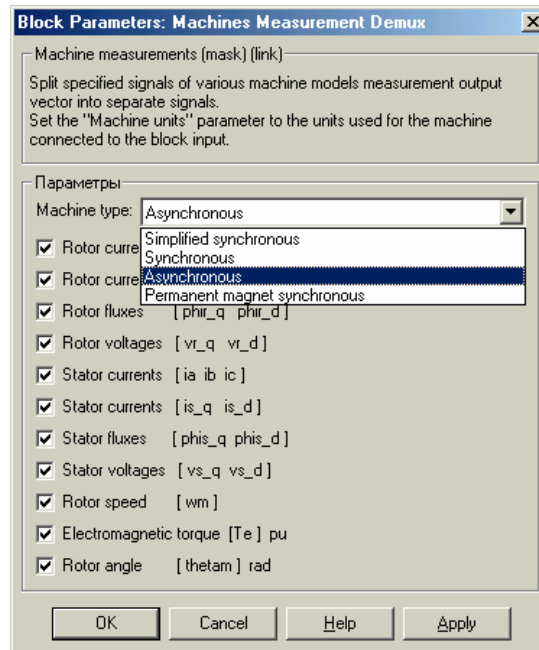 Block Parameters: Machines Measurement Demux
Machine measurements (mask) (link)
Split specified signals of various machine models measurement output
vector into separate signals.
Set the "Machine units" parameter to the units used for the machine
connected to the block input.
Параметры
Machine type: Asynchronous
Simplified synchronous
Synchronous
Asynchronous
Permanent magnet synchronous
Rotor curre
Rotor curre
Rotor fluxes [ phir_q phir_d ]
Rotor voltages [ vr_q vr_d ]
Stator currents [ ia ib ic ]
Stator currents [ is_q is_d ]
Stator fluxes [ phis_q phis_d ]
Stator voltages [ vs_q vs_d ]
Rotor speed [ wm ]
Electromagnetic torque [Te ] pu
Rotor angle [ thetam ] rad
OK Cancel Help Apply